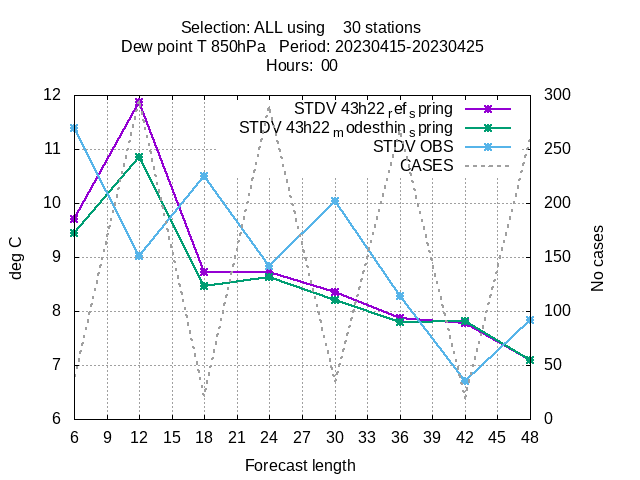 Selection: ALL using 30 stations
Dew point T 850hPa Period: 20230415-20230425
Hours: 00
STDV 43h22_ref_spring
STDV 43h22_modesthin_spring
STDV OBS
CASES
12
11
10
9
8
7
6
300
250
200
150
100
50
0
deg C
No cases
6 9 12 15 18 21 24 27 30 33 36 39 42 45 48
Forecast length